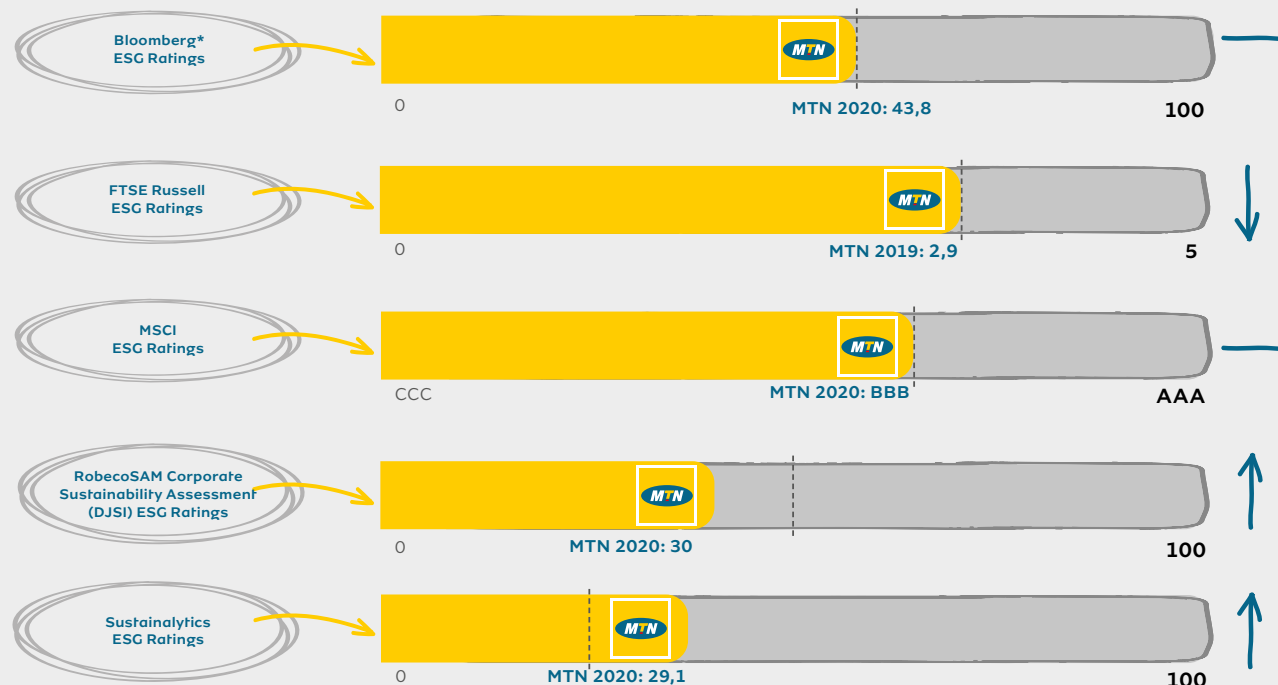 Bloomberg*
ESG Ratings
MTN
0
MTN 2020: 43,8
100
FTSE Russell
ESG Ratings
MTN
0
MTN 2019: 2,9
5
MSCI
ESG Ratings
MTN
CCC
MTN 2020: BBB
AAA
RobecoSAM Corporate
Sustainability Assessment
(DJSI) ESG Ratings
MTN
0
MTN 2020: 30
100
Sustainalytics
ESG Ratings
MTN
0
MTN 2020: 29,1
100